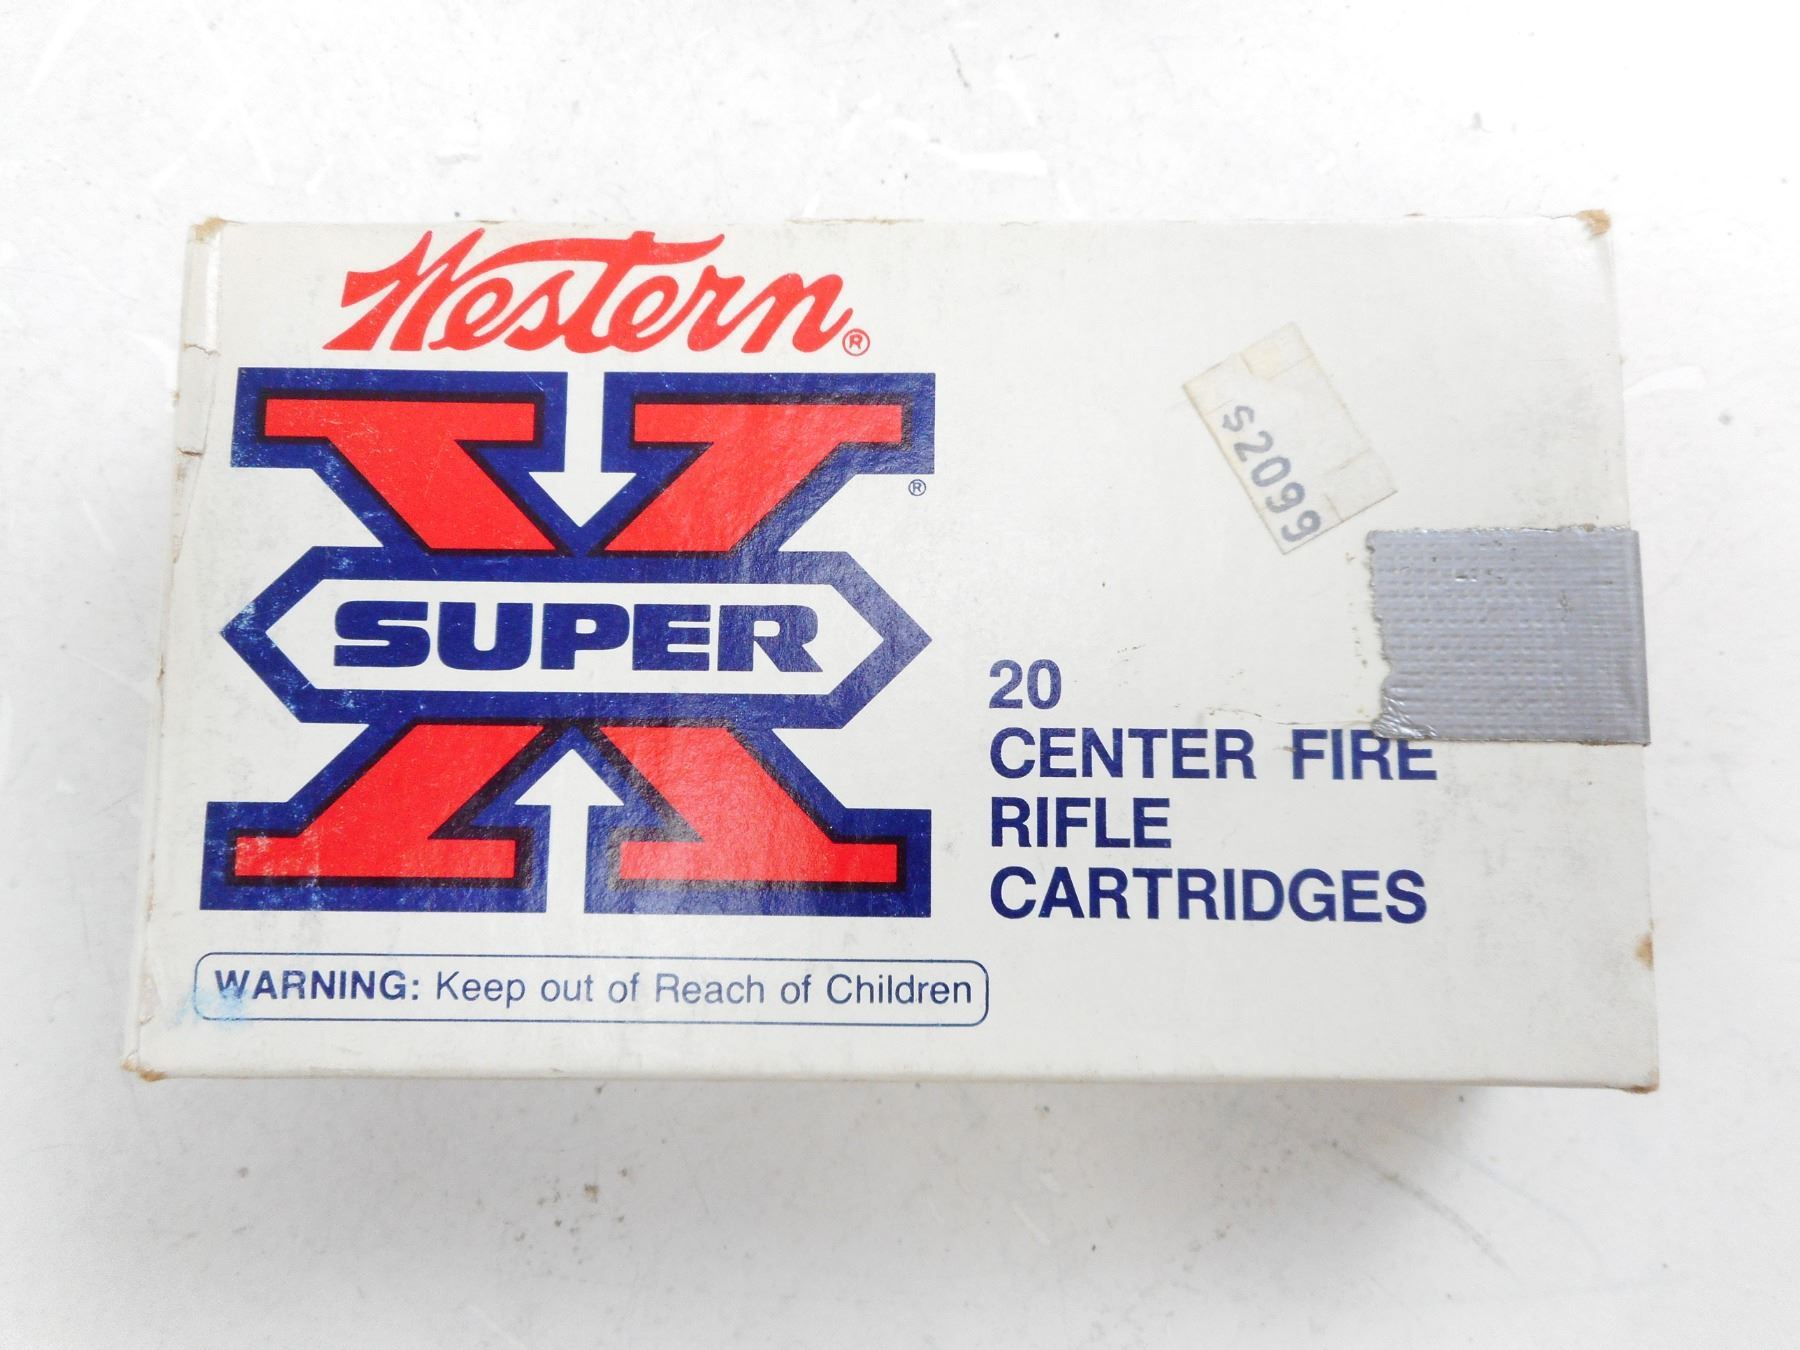 Western®
SUPER
®
$2099
20
CENTER FIRE
RIFLE
CARTRIDGES
WARNING: Keep out of Reach of Children